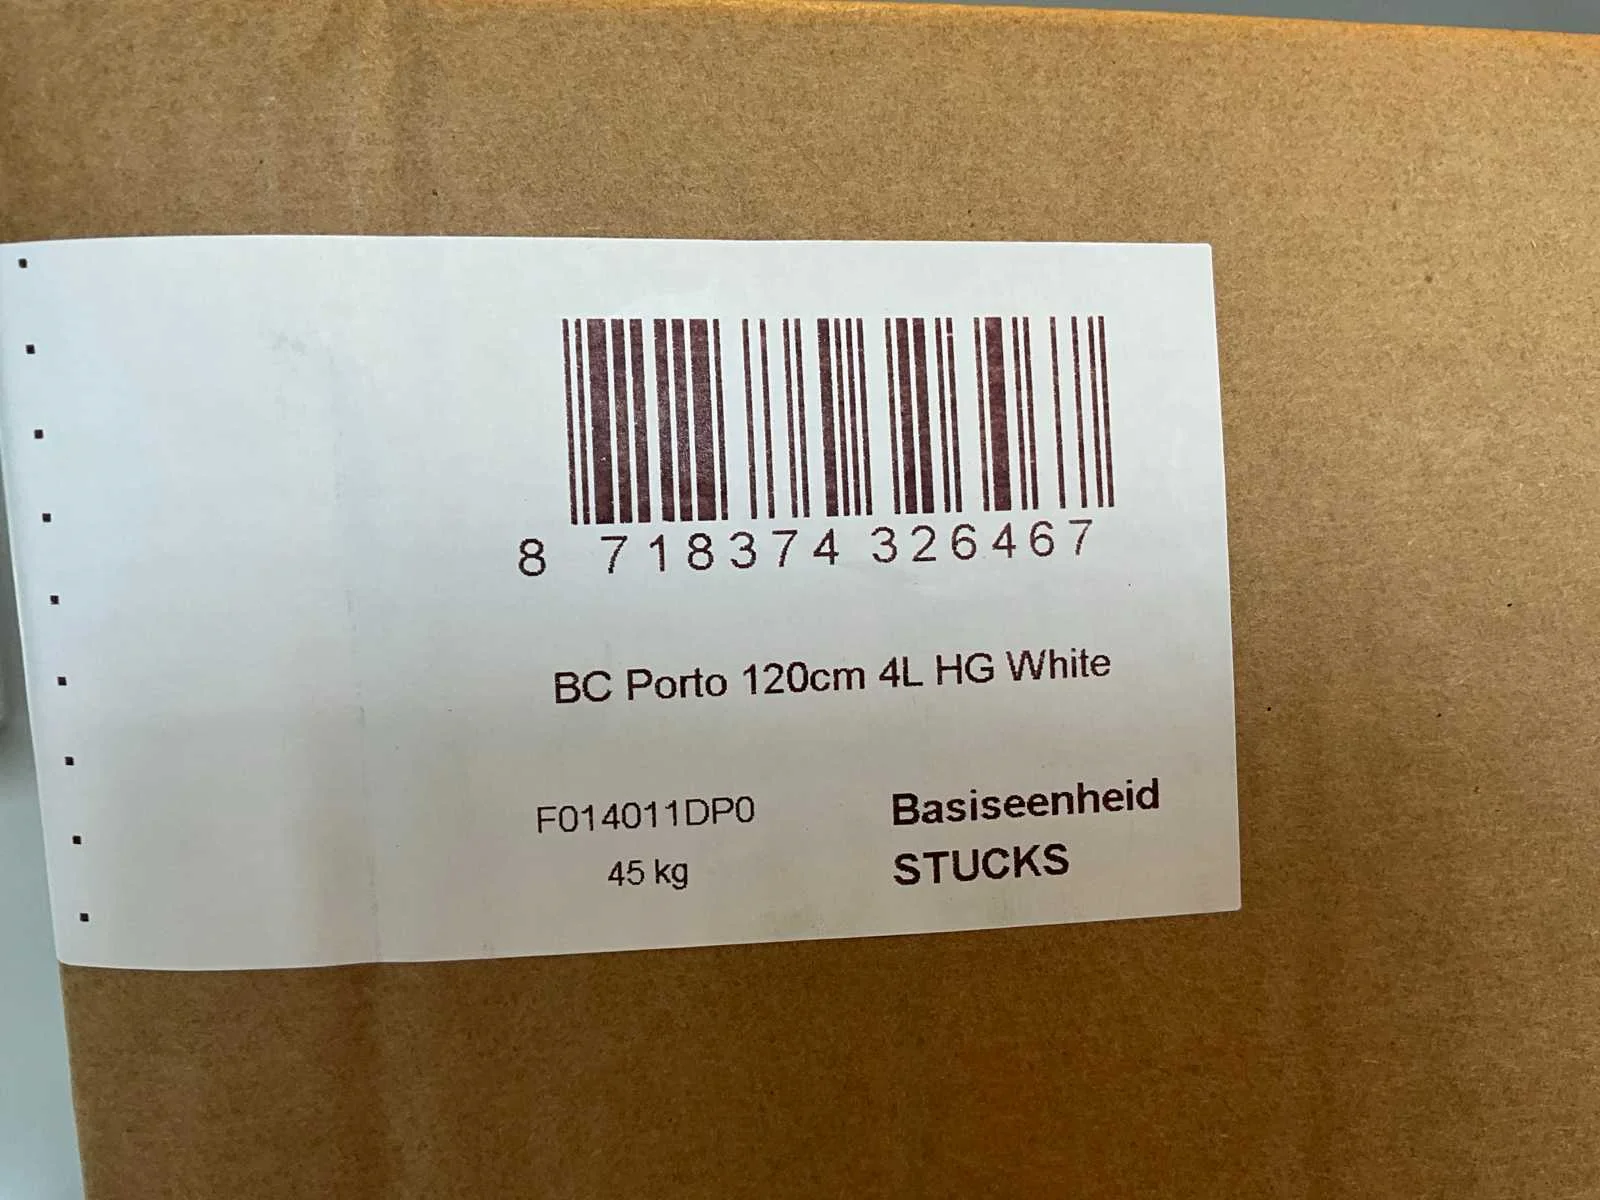 8 718374 326467
BC Porto 120cm 4L HG White
F014011DP0
Basiseenheid
45 kg
STUCKS